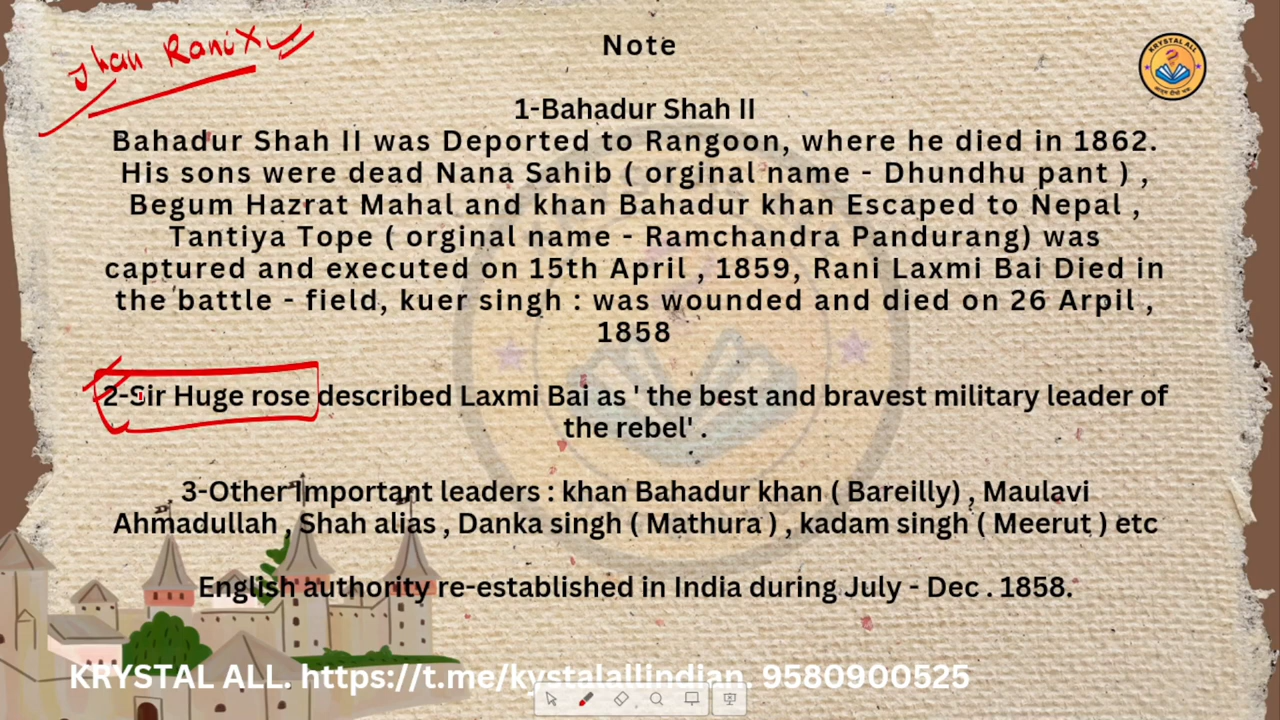 Jhan Rani X
Note
KRYSTAL ALL
1-Bahadur Shah II
Bahadur Shah II was Deported to Rangoon, where he died in 1862.
His sons were dead Nana Sahib ( orginal name - Dhundhu pant ) ,
Begum Hazrat Mahal and khan Bahadur khan Escaped to Nepal ,
Tantiya Tope ( orginal name - Ramchandra Pandurang) was
captured and executed on 15th April , 1859, Rani Laxmi Bai Died in
the battle - field, kuer singh : was wounded and died on 26 Arpil ,
1858
2-Sir Huge rose described Laxmi Bai as ' the best and bravest military leader of
the rebel' .
3-Other Important leaders : khan Bahadur khan ( Bareilly) , Maulavi
Ahmadullah , Shah alias , Danka singh ( Mathura ) , kadam singh ( Meerut ) etc
English authority re-established in India during July - Dec . 1858.
KRYSTAL ALL. https://t.me/kystalallindian. 9580900525